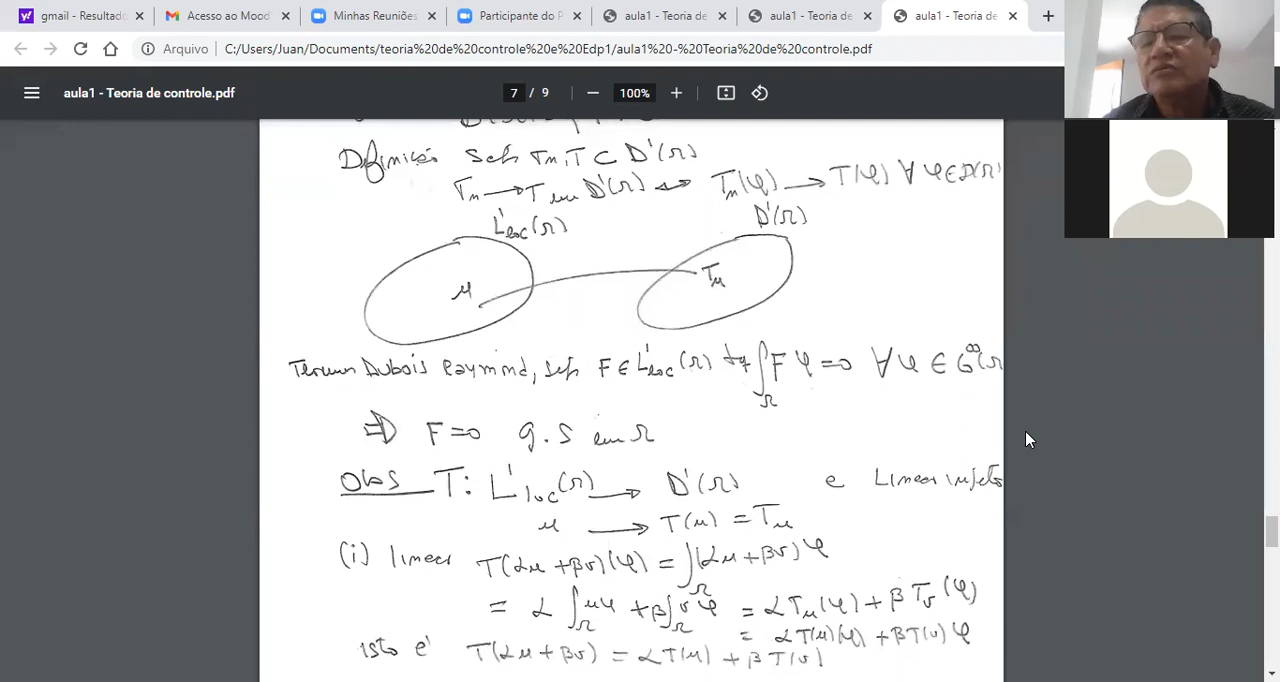 gmail - Resultado
Acesso ao Mood
Minhas Reuniões
Participante do P
aula1 - Teoria de
aula1 - Teoria de
aula1 - Teoria de
Arquivo
C:/Users/Juan/Documents/teoria%20de%20controle%20e%20Edp1/aula1%20-%20Teoria%20de%20controle.pdf
aula1 - Teoria de controle.pdf
7 / 9
100%
Definição Seja Tn, T ⊂ D'(Ω)
Tn → T em D'(Ω) ↔ Tn(φ) → T(φ) ∀ φ ∈ D(Ω)
L¹loc(Ω) D'(Ω)
u Tu
Dubois Raymond, seja F ∈ L¹loc(Ω) tq ∫Ω F φ = 0 ∀ φ ∈ C₀^∞(Ω
⇒ F = 0 q.s em Ω
Obs T: L¹loc(Ω) → D'(Ω) e Linear injeto
u → T(u) = Tu
(i) linear T(αu + βv)(φ) = ∫Ω (αu + βv) φ
= α ∫Ω uφ + β ∫Ω vφ = αTu(φ) + βTv(φ)
= αT(u)(φ) + βT(v)φ
isto e' T(αu + βv) = αT(u) + βT(v)